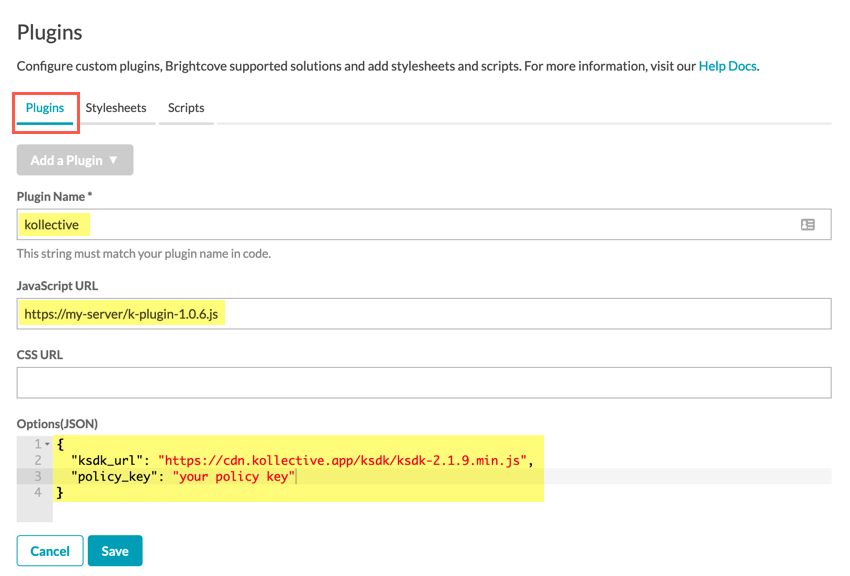 Plugins
Configure custom plugins, Brightcove supported solutions and add stylesheets and scripts. For more information, visit our Help Docs.
Plugins Stylesheets Scripts
Add a Plugin ▼
Plugin Name *
kollective
This string must match your plugin name in code.
JavaScript URL
https://my-server/k-plugin-1.0.6.js
CSS URL
Options(JSON)
1 {
2 "ksdk_url": "https://cdn.kollective.app/ksdk/ksdk-2.1.9.min.js",
3 "policy_key": "your policy key"
4 }
Cancel Save